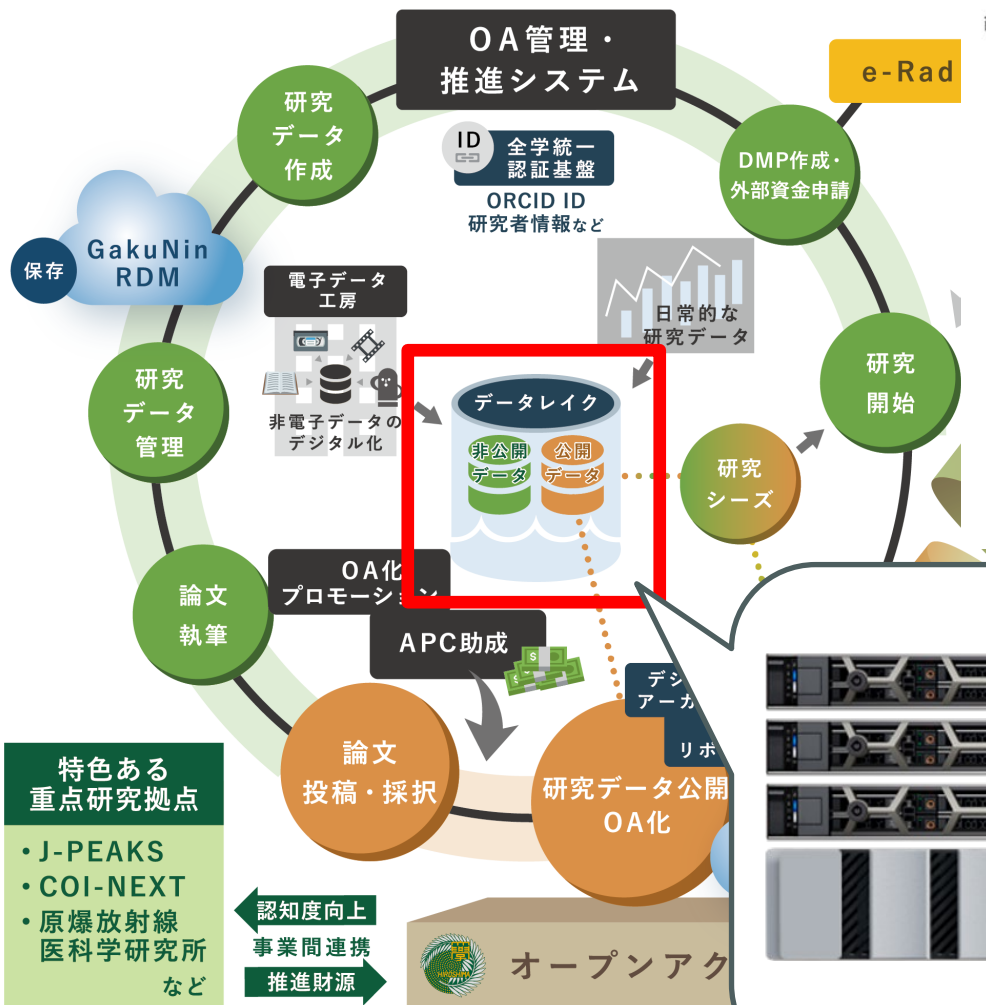 OA管理・
推進システム
e-Rad
研究
データ
作成
ID
全学統一
認証基盤
ORCID ID
研究者情報など
DMP作成・
外部資金申請
GakuNin
RDM
保存
電子データ
工房
非電子データの
デジタル化
日常的な
研究データ
研究
開始
研究
データ
管理
データレイク
非公開
データ
公開
データ
研究
シーズ
論文
執筆
OA化
プロモーション
APC助成
デジ
アーカ
リポ
論文
投稿・採択
研究データ公開
OA化
特色ある
重点研究拠点
・J-PEAKS
・COI-NEXT
・原爆放射線
医科学研究所
など
認知度向上
事業間連携
推進財源
HIROSHIMA
オープンアク